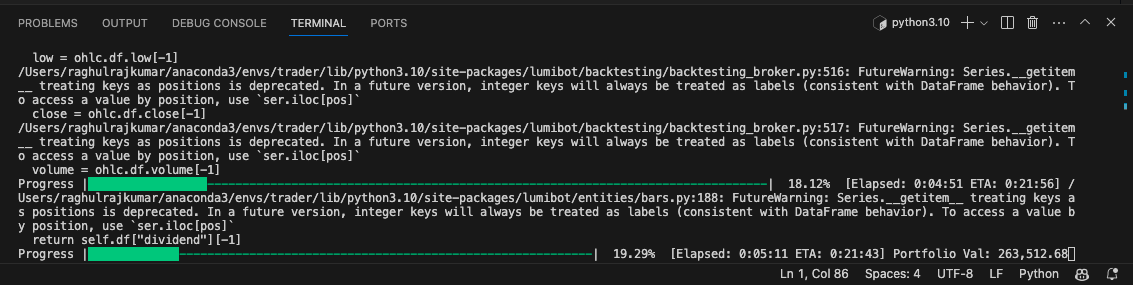 PROBLEMS OUTPUT DEBUG CONSOLE TERMINAL PORTS python3.10
  low = ohlc.df.low[-1]
/Users/raghulrajkumar/anaconda3/envs/trader/lib/python3.10/site-packages/lumibot/backtesting/backtesting_broker.py:516: FutureWarning: Series.__getitem
__ treating keys as positions is deprecated. In a future version, integer keys will always be treated as labels (consistent with DataFrame behavior). T
o access a value by position, use `ser.iloc[pos]`
  close = ohlc.df.close[-1]
/Users/raghulrajkumar/anaconda3/envs/trader/lib/python3.10/site-packages/lumibot/backtesting/backtesting_broker.py:517: FutureWarning: Series.__getitem
__ treating keys as positions is deprecated. In a future version, integer keys will always be treated as labels (consistent with DataFrame behavior). T
o access a value by position, use `ser.iloc[pos]`
  volume = ohlc.df.volume[-1]
Progress | | 18.12% [Elapsed: 0:04:51 ETA: 0:21:56] /
Users/raghulrajkumar/anaconda3/envs/trader/lib/python3.10/site-packages/lumibot/entities/bars.py:188: FutureWarning: Series.__getitem__ treating keys a
s positions is deprecated. In a future version, integer keys will always be treated as labels (consistent with DataFrame behavior). To access a value b
y position, use `ser.iloc[pos]`
  return self.df["dividend"][-1]
Progress | | 19.29% [Elapsed: 0:05:11 ETA: 0:21:43] Portfolio Val: 263,512.68
Ln 1, Col 86 Spaces: 4 UTF-8 LF Python